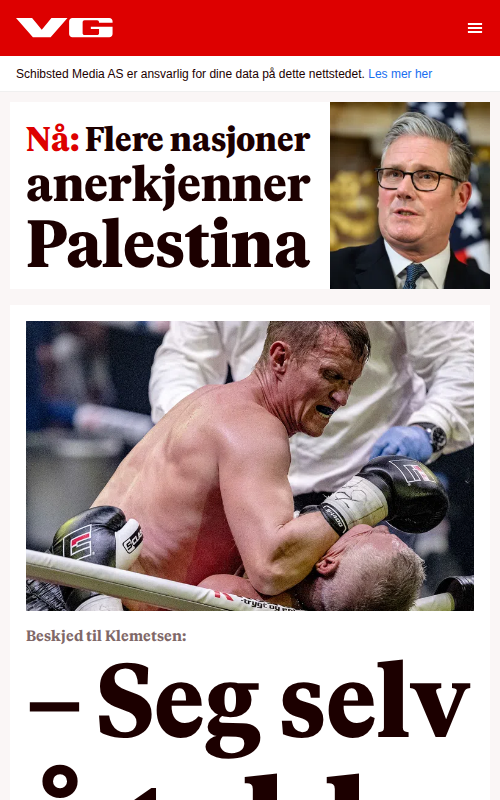 VG
Schibsted Media AS er ansvarlig for dine data på dette nettstedet. Les mer her
Nå: Flere nasjoner
anerkjenner
Palestina
Beskjed til Klemetsen:
– Seg selv